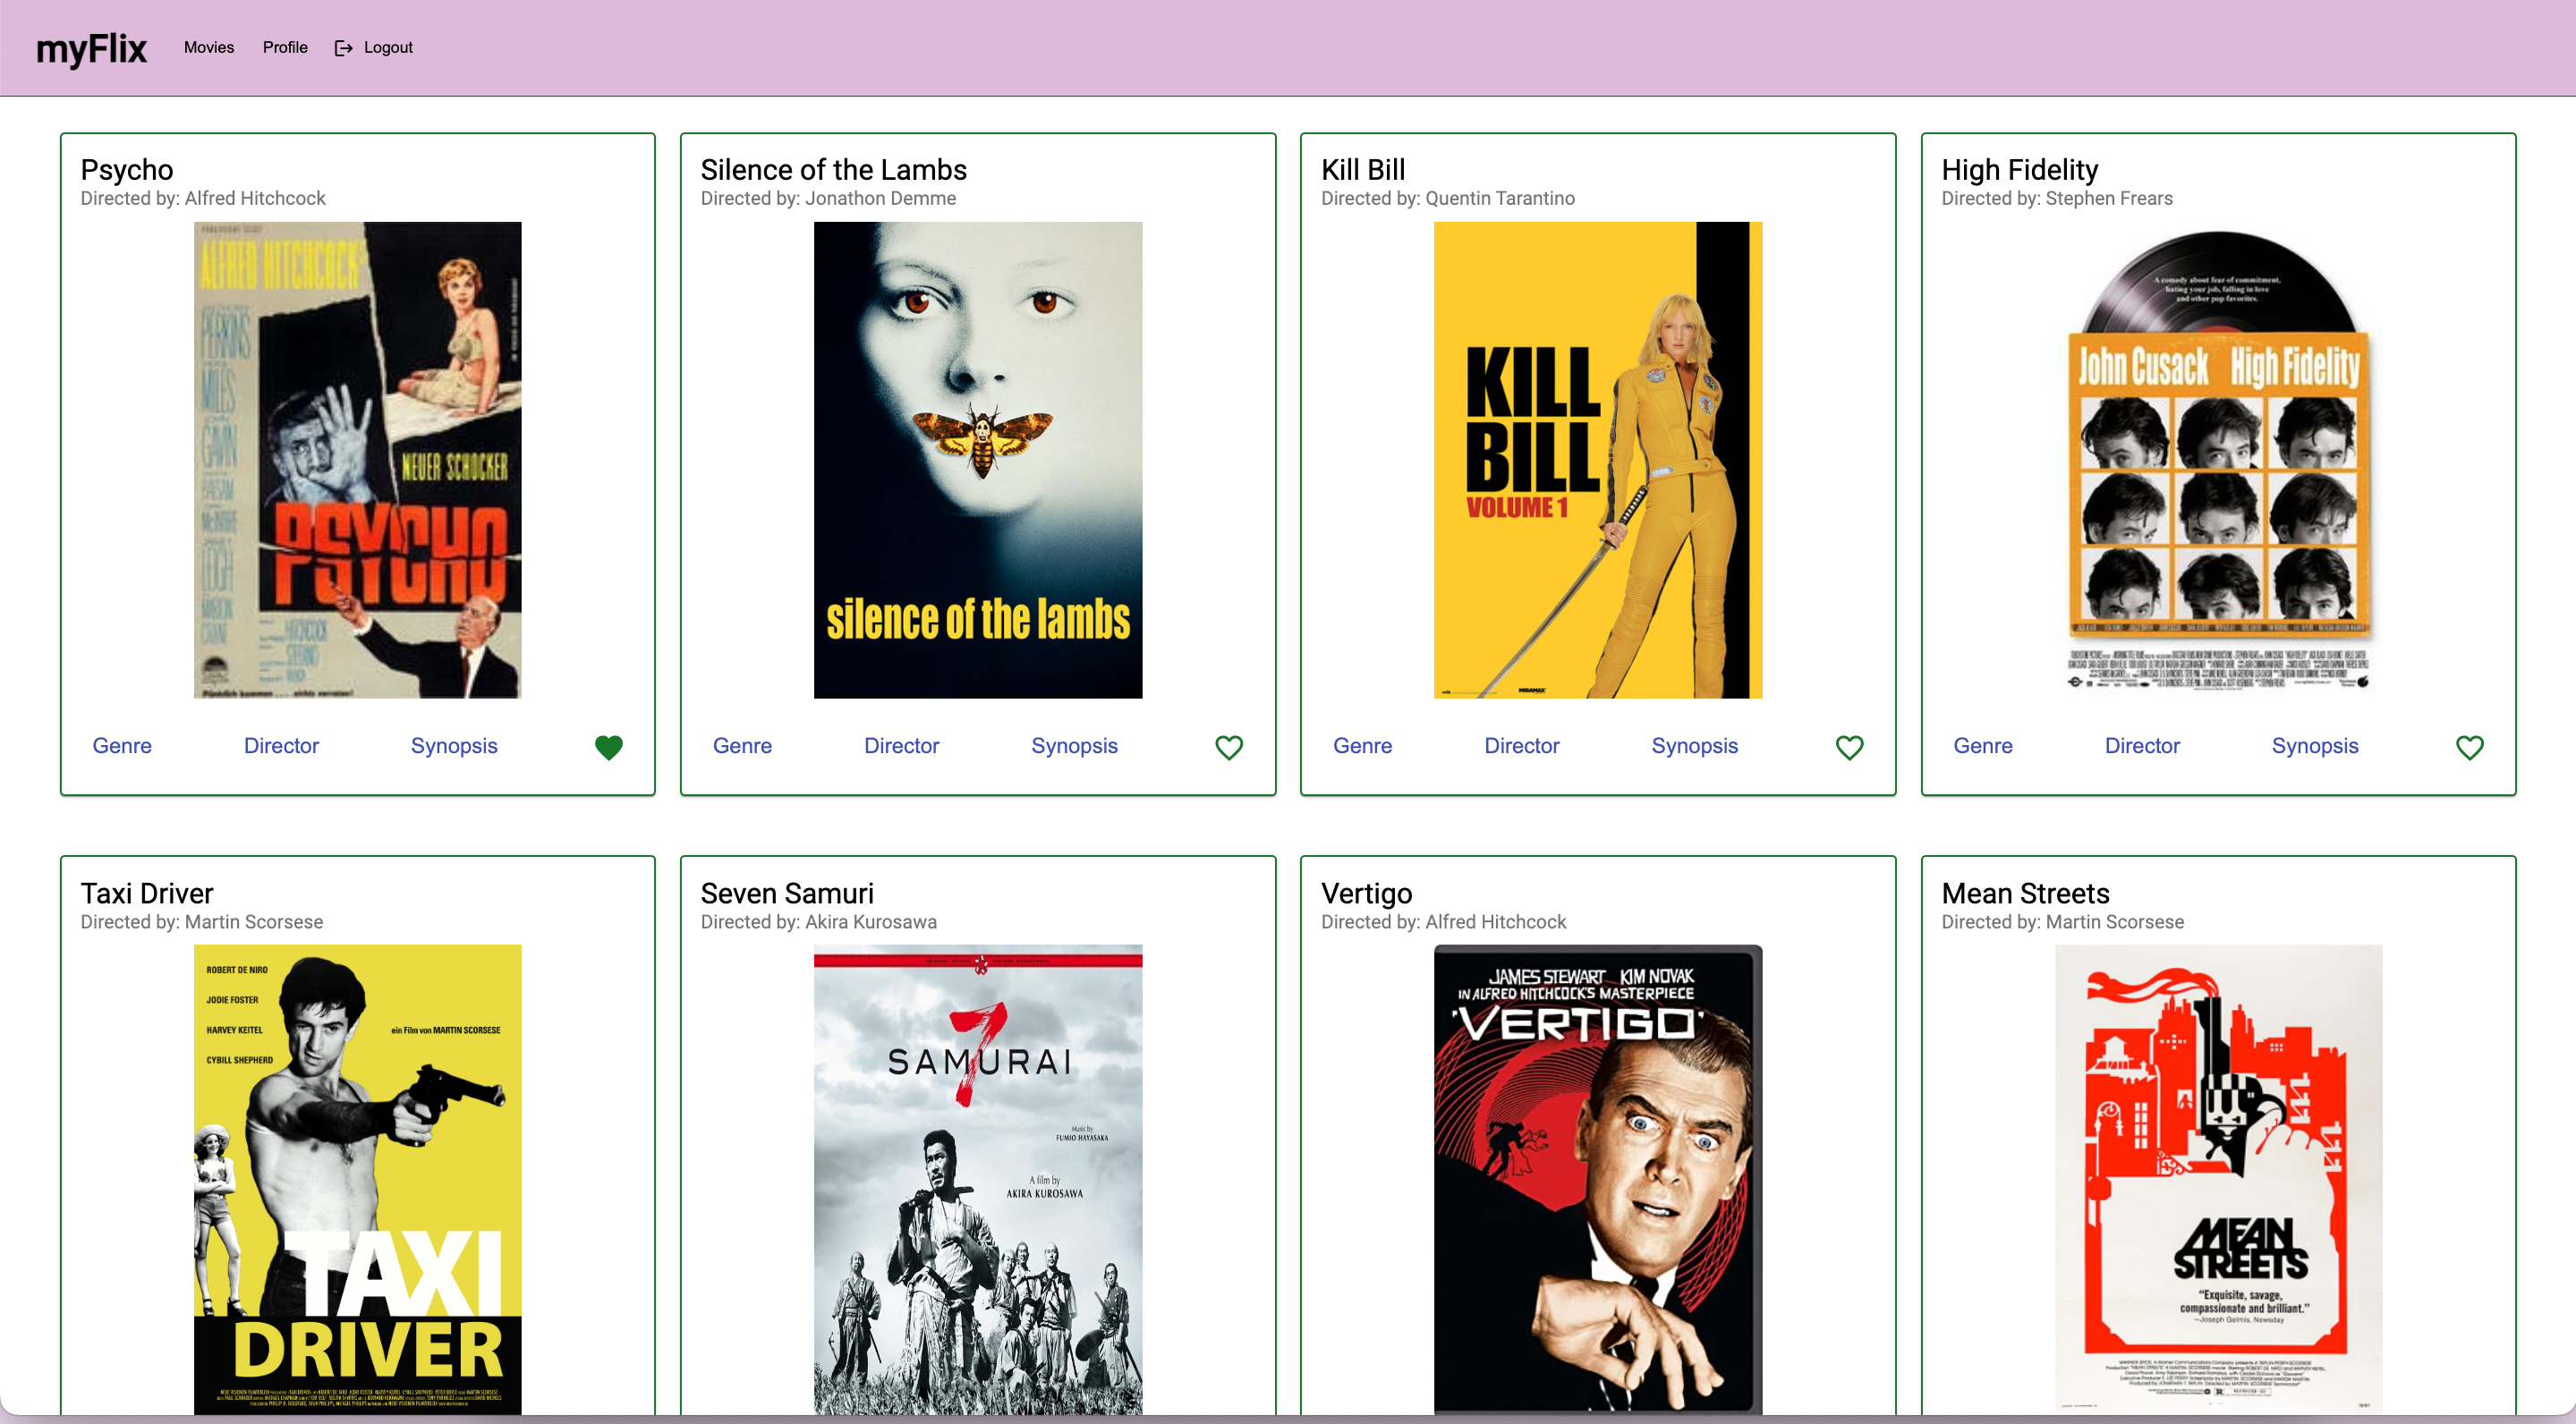 myFlix
Movies
Profile
Logout
Psycho
Directed by: Alfred Hitchcock
ALFRED HITCHCOCK
PERKINS
MILES
GAVIN
BALSAM
LEIGH
NEUER SCHOCKER
PSYCHO
Genre
Director
Synopsis
Silence of the Lambs
Directed by: Jonathon Demme
silence of the lambs
Genre
Director
Synopsis
Kill Bill
Directed by: Quentin Tarantino
KILL
BILL
VOLUME 1
MIRAMAX
Genre
Director
Synopsis
High Fidelity
Directed by: Stephen Frears
A comedy about fear of commitment,
hating your job, falling in love
and other pop favorites.
John Cusack High Fidelity
Genre
Director
Synopsis
Taxi Driver
Directed by: Martin Scorsese
ROBERT DE NIRO
JODIE FOSTER
HARVEY KEITEL
CYBILL SHEPHERD
ein Film von MARTIN SCORSESE
TAXI
DRIVER
Seven Samuri
Directed by: Akira Kurosawa
7
SAMURAI
Music by
FUMIO HAYASAKA
A film by
AKIRA KUROSAWA
Vertigo
Directed by: Alfred Hitchcock
JAMES STEWART KIM NOVAK
IN ALFRED HITCHCOCK'S MASTERPIECE
'VERTIGO'
Mean Streets
Directed by: Martin Scorsese
MEAN
STREETS
“Exquisite, savage,
compassionate and brilliant.”
—Joseph Gelmis, Newsday